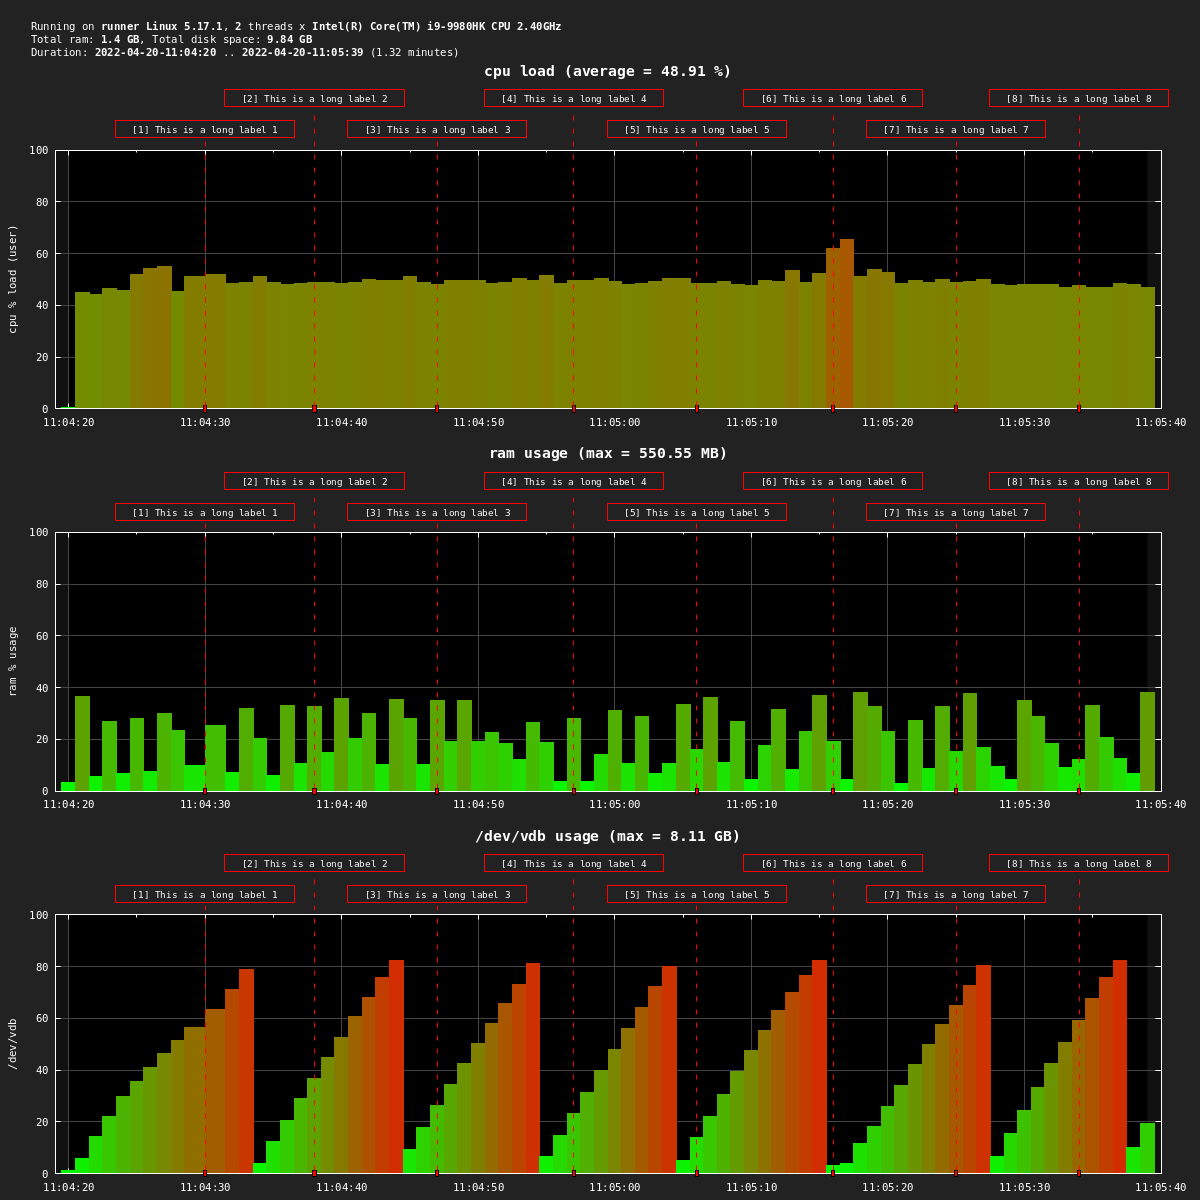 Running on runner Linux 5.17.1, 2 threads x Intel(R) Core(TM) i9-9980HK CPU 2.40GHz
Total ram: 1.4 GB, Total disk space: 9.84 GB
Duration: 2022-04-20-11:04:20 .. 2022-04-20-11:05:39 (1.32 minutes)
cpu load (average = 48.91 %)
[2] This is a long label 2
[4] This is a long label 4
[6] This is a long label 6
[8] This is a long label 8
[1] This is a long label 1
[3] This is a long label 3
[5] This is a long label 5
[7] This is a long label 7
cpu % load (user)
100
80
60
40
20
0
11:04:20 11:04:30 11:04:40 11:04:50 11:05:00 11:05:10 11:05:20 11:05:30 11:05:40
ram usage (max = 550.55 MB)
[2] This is a long label 2
[4] This is a long label 4
[6] This is a long label 6
[8] This is a long label 8
[1] This is a long label 1
[3] This is a long label 3
[5] This is a long label 5
[7] This is a long label 7
ram % usage
100
80
60
40
20
0
11:04:20 11:04:30 11:04:40 11:04:50 11:05:00 11:05:10 11:05:20 11:05:30 11:05:40
/dev/vdb usage (max = 8.11 GB)
[2] This is a long label 2
[4] This is a long label 4
[6] This is a long label 6
[8] This is a long label 8
[1] This is a long label 1
[3] This is a long label 3
[5] This is a long label 5
[7] This is a long label 7
/dev/vdb
100
80
60
40
20
0
11:04:20 11:04:30 11:04:40 11:04:50 11:05:00 11:05:10 11:05:20 11:05:30 11:05:40